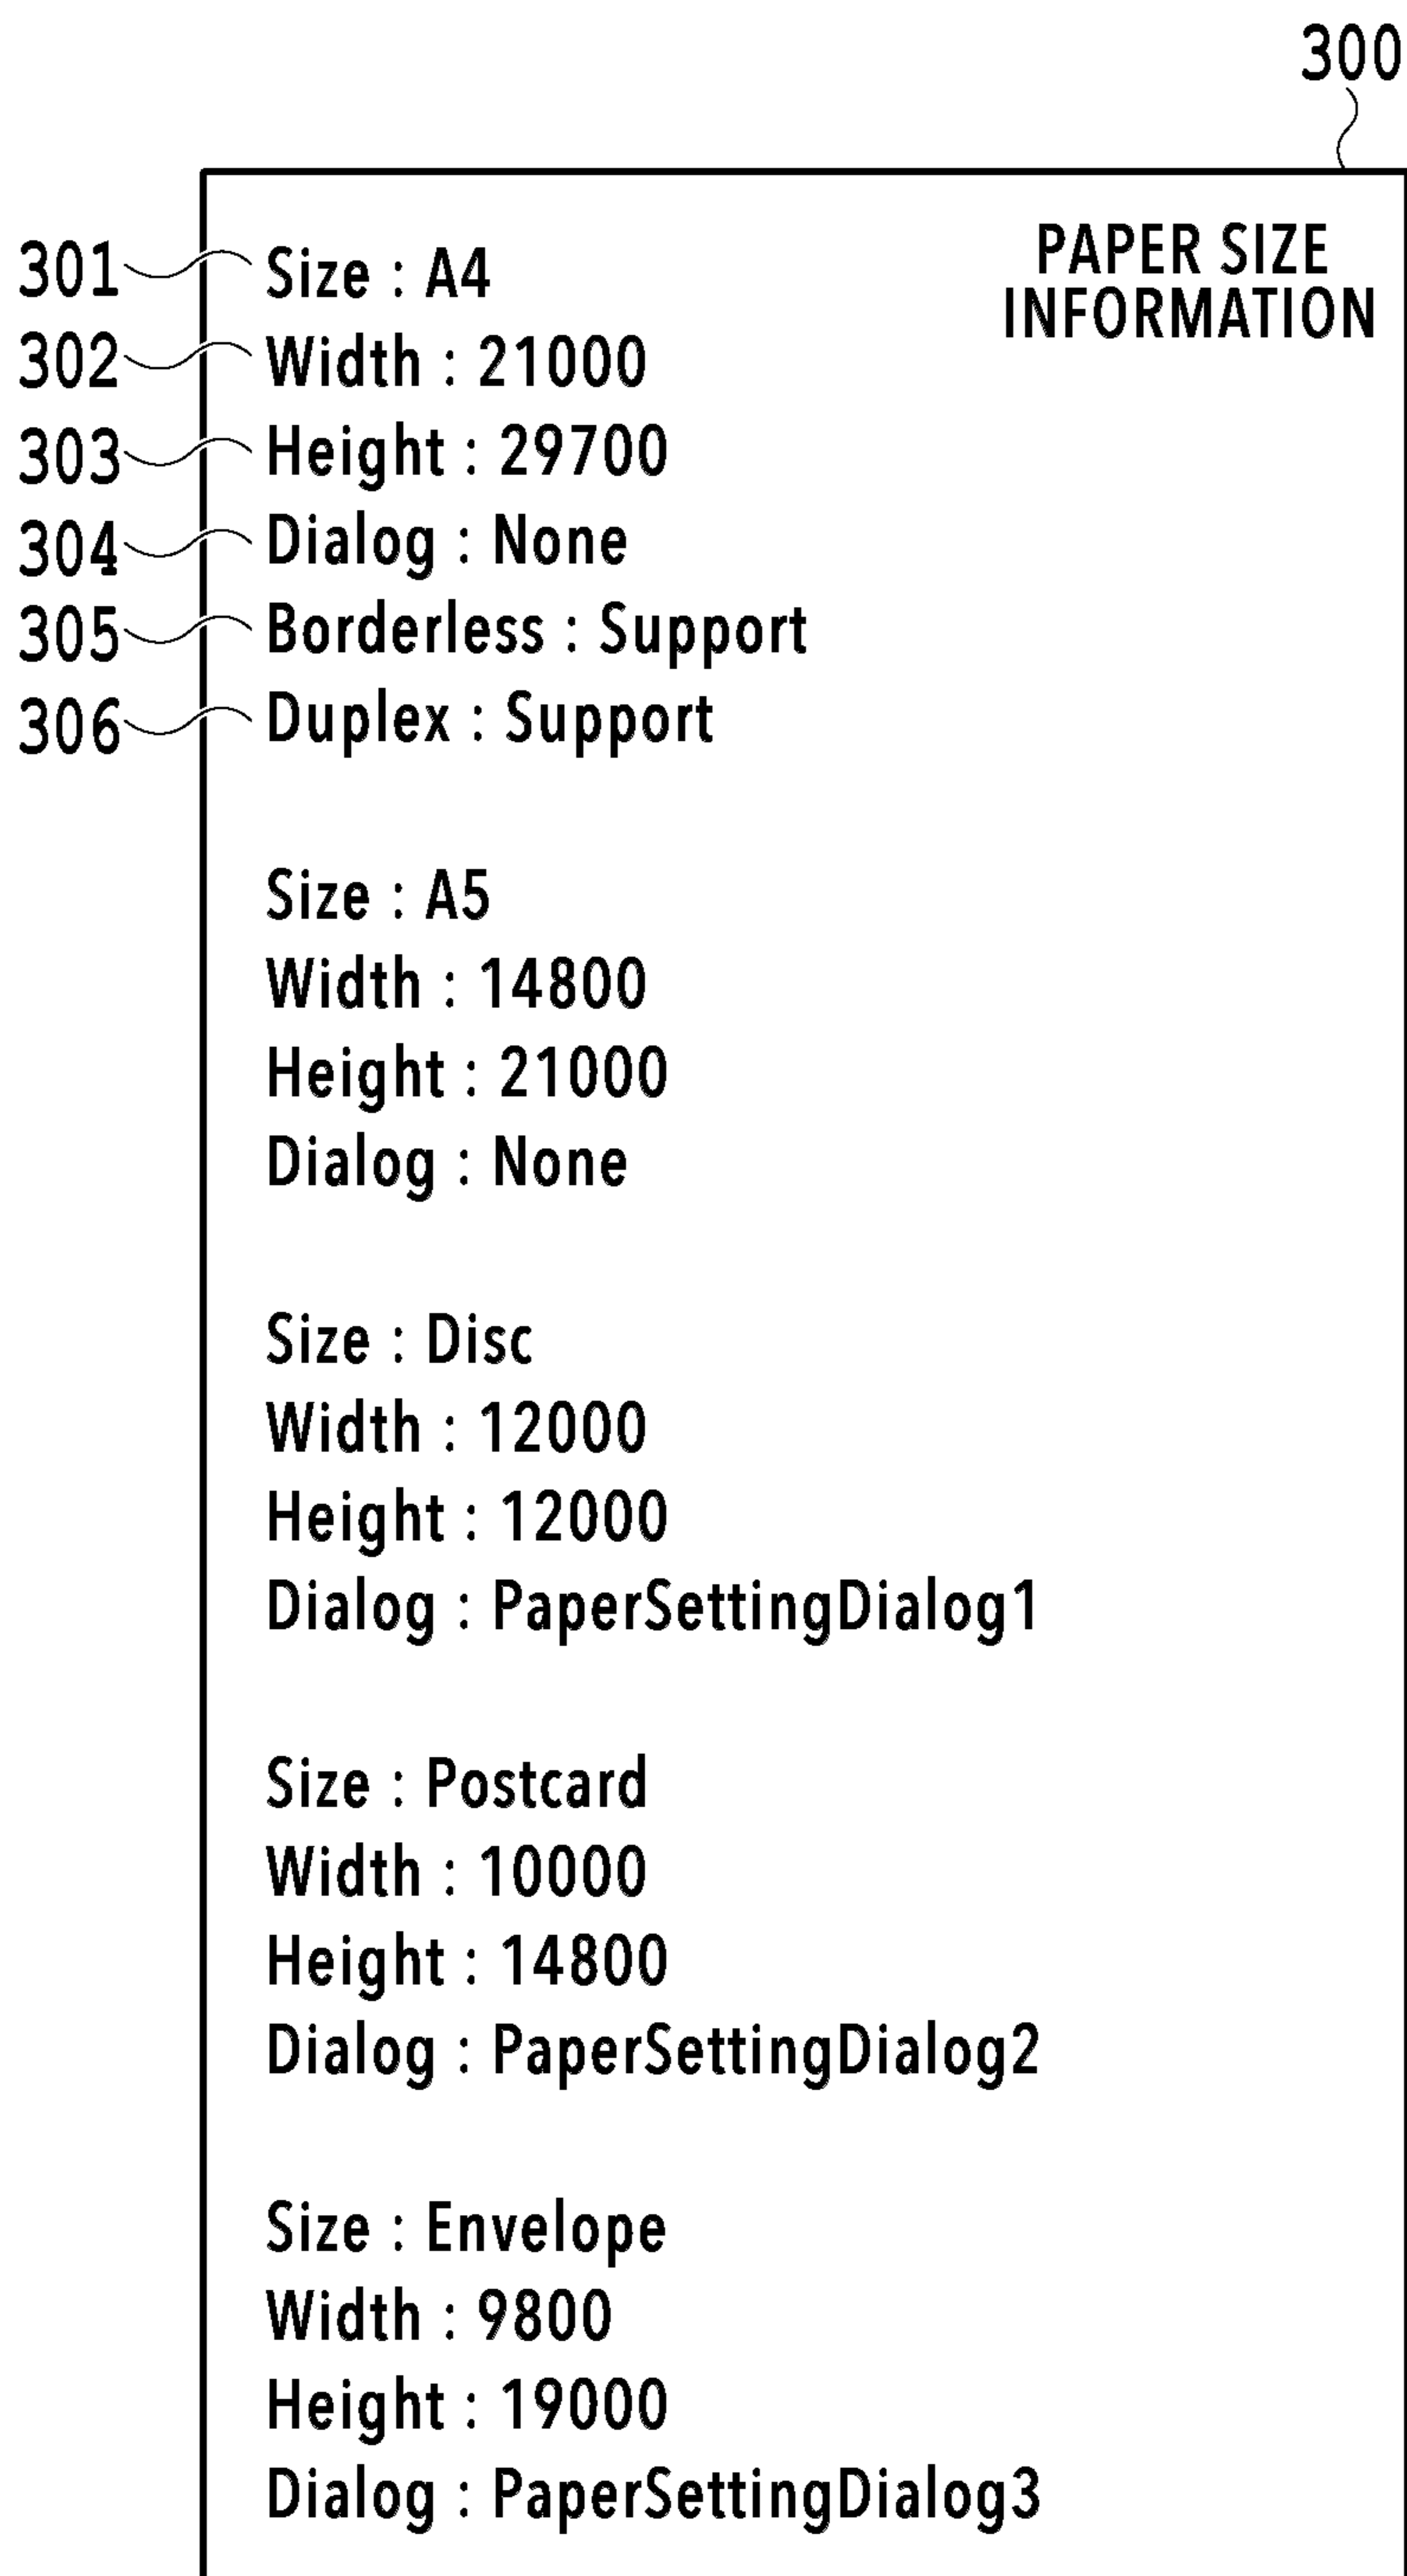 300
PAPER SIZE
INFORMATION
301 Size : A4
302 Width : 21000
303 Height : 29700
304 Dialog : None
305 Borderless : Support
306 Duplex : Support
Size : A5
Width : 14800
Height : 21000
Dialog : None
Size : Disc
Width : 12000
Height : 12000
Dialog : PaperSettingDialog1
Size : Postcard
Width : 10000
Height : 14800
Dialog : PaperSettingDialog2
Size : Envelope
Width : 9800
Height : 19000
Dialog : PaperSettingDialog3